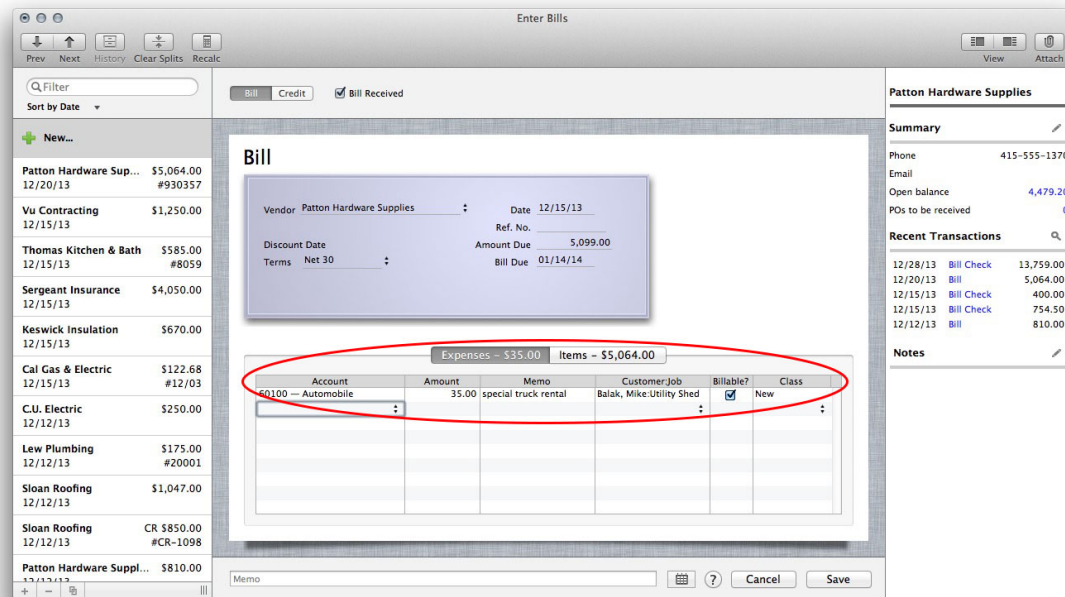 Enter Bills
Prev Next History Clear Splits Recalc View Attach
Filter
Sort by Date
New...
Patton Hardware Sup... $5,064.00
12/20/13 #930357
Vu Contracting $1,250.00
12/15/13
Thomas Kitchen & Bath $585.00
12/15/13 #8059
Sergeant Insurance $4,050.00
12/15/13
Keswick Insulation $670.00
12/15/13
Cal Gas & Electric $122.68
12/15/13 #12/03
C.U. Electric $250.00
12/12/13
Lew Plumbing $175.00
12/12/13 #20001
Sloan Roofing $1,047.00
12/12/13
Sloan Roofing CR $850.00
12/12/13 #CR-1098
Patton Hardware Suppl... $810.00
12/12/13
Bill Credit Bill Received
Bill
Vendor Patton Hardware Supplies Date 12/15/13
Ref. No.
Discount Date Amount Due 5,099.00
Terms Net 30 Bill Due 01/14/14
Expenses – $35.00 Items – $5,064.00
Account Amount Memo Customer:Job Billable? Class
60100 — Automobile 35.00 special truck rental Balak, Mike:Utility Shed New
Memo ? Cancel Save
Patton Hardware Supplies
Summary
Phone 415-555-1370
Email
Open balance 4,479.20
POs to be received 0
Recent Transactions
12/28/13 Bill Check 13,759.00
12/20/13 Bill 5,064.00
12/15/13 Bill Check 400.00
12/15/13 Bill Check 754.50
12/12/13 Bill 810.00
Notes